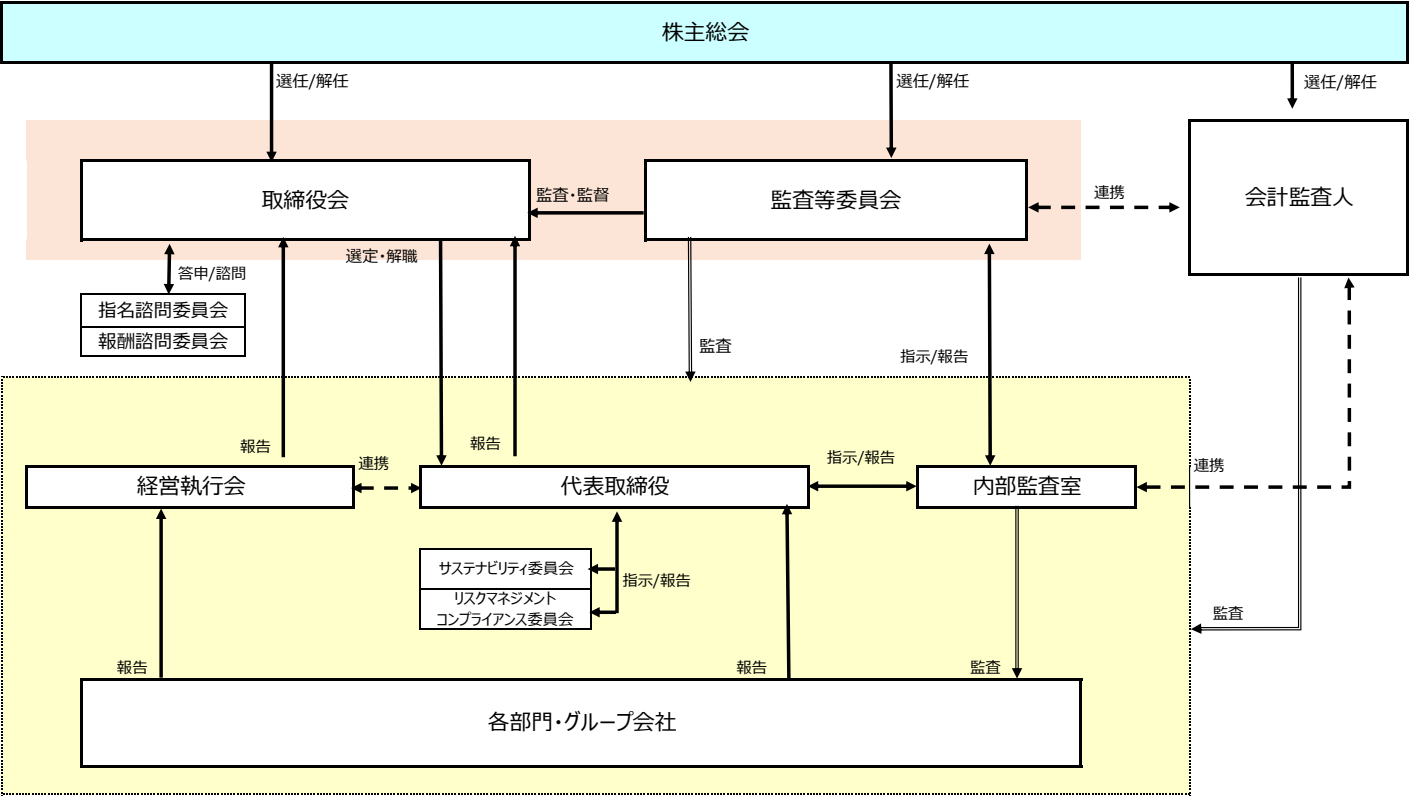 株主総会
選任/解任
選任/解任
選任/解任
取締役会
監査・監督
監査等委員会
連携
会計監査人
選定・解職
答申/諮問
指名諮問委員会
報酬諮問委員会
監査
指示/報告
報告
報告
連携
指示/報告
連携
経営執行会
代表取締役
内部監査室
サステナビリティ委員会
指示/報告
リスクマネジメント
コンプライアンス委員会
監査
報告
報告
監査
各部門・グループ会社